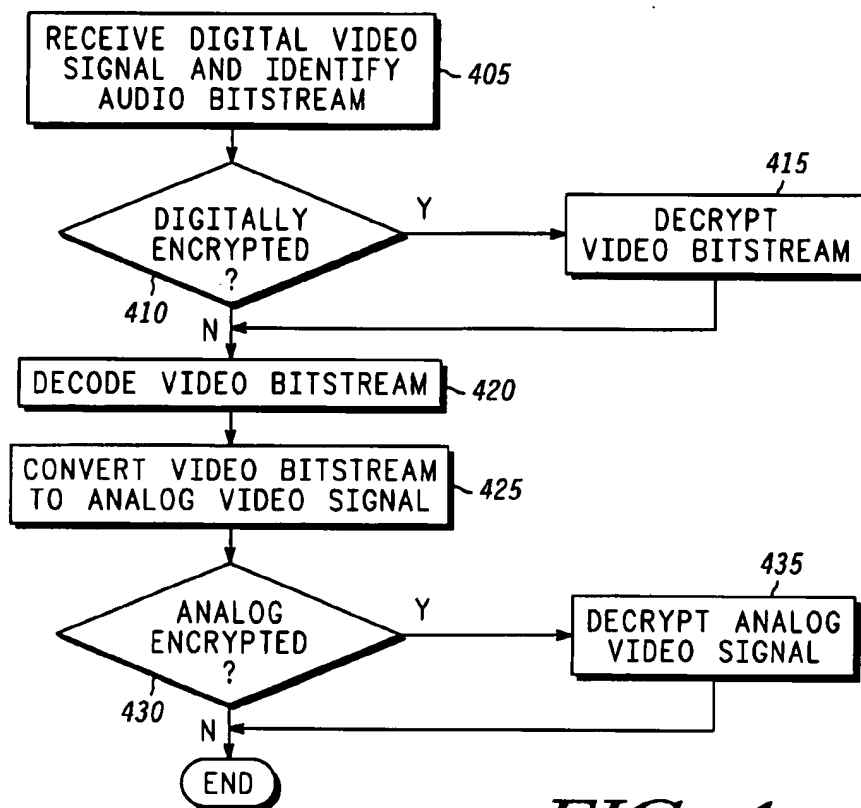 RECEIVE DIGITAL VIDEO
SIGNAL AND IDENTIFY
AUDIO BITSTREAM
405
DIGITALLY
ENCRYPTED
?
410
Y
415
DECRYPT
VIDEO BITSTREAM
N
DECODE VIDEO BITSTREAM
420
CONVERT VIDEO BITSTREAM
TO ANALOG VIDEO SIGNAL
425
ANALOG
ENCRYPTED
?
430
Y
435
DECRYPT ANALOG
VIDEO SIGNAL
N
END